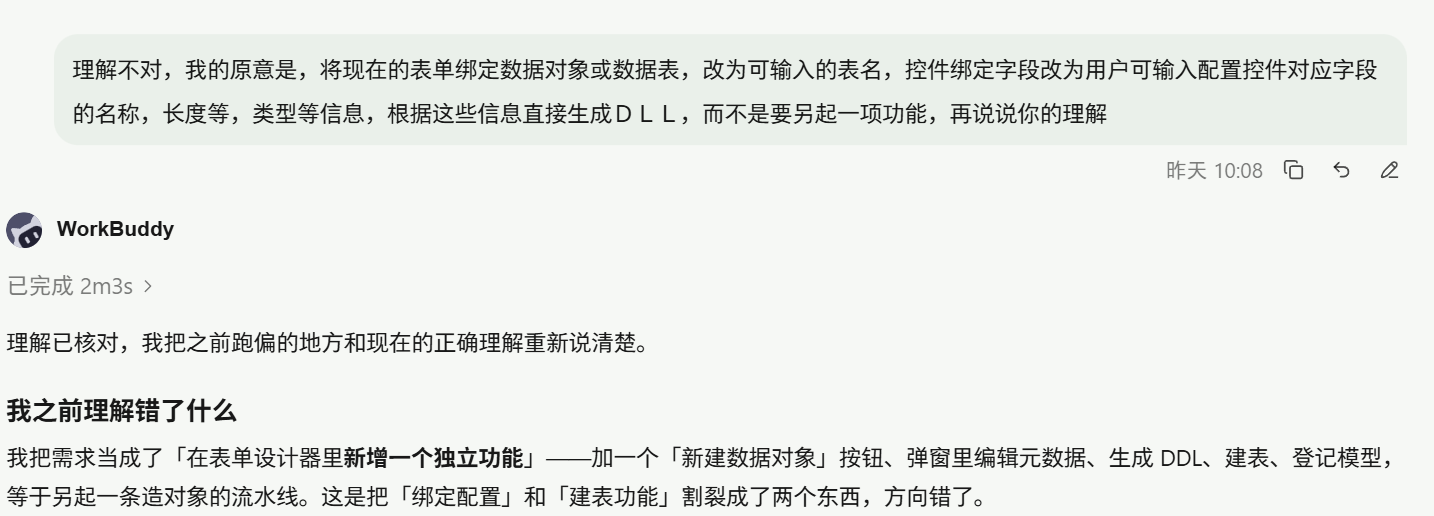 理解不对，我的原意是，将现在的表单绑定数据对象或数据表，改为可输入的表名，控件绑定字段改为用户可输入配置控件对应字段
的名称，长度等，类型等信息，根据这些信息直接生成ＤＬＬ，而不是要另起一项功能，再说说你的理解
昨天 10:08
WorkBuddy
已完成 2m3s >
理解已核对，我把之前跑偏的地方和现在的正确理解重新说清楚。
我之前理解错了什么
我把需求当成了「在表单设计器里新增一个独立功能」——加一个「新建数据对象」按钮、弹窗里编辑元数据、生成 DDL、建表、登记模型，
等于另起一条造对象的流水线。这是把「绑定配置」和「建表功能」割裂成了两个东西，方向错了。